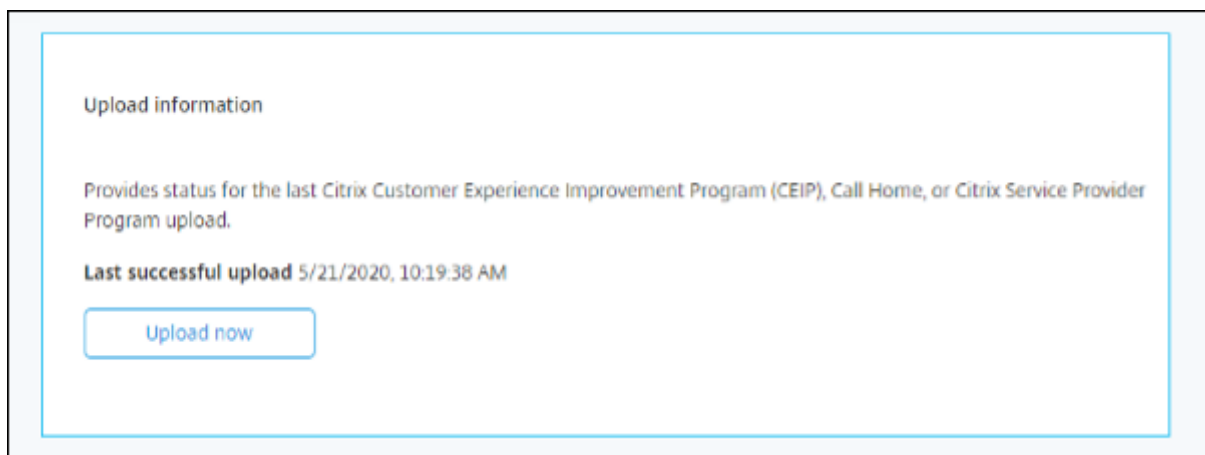 Upload information
Provides status for the last Citrix Customer Experience Improvement Program (CEIP), Call Home, or Citrix Service Provider
Program upload.
Last successful upload 5/21/2020, 10:19:38 AM
Upload now